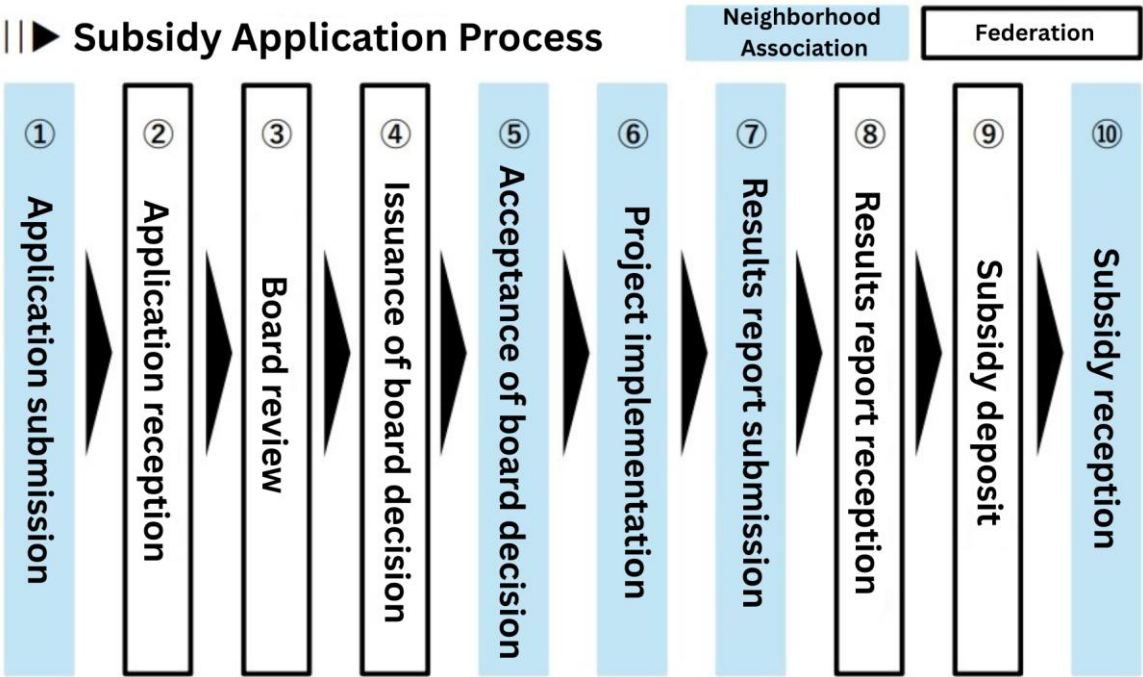 Subsidy Application Process
Neighborhood
Association
Federation
① Application submission
② Application reception
③ Board review
④ Issuance of board decision
⑤ Acceptance of board decision
⑥ Project implementation
⑦ Results report submission
⑧ Results report reception
⑨ Subsidy deposit
⑩ Subsidy reception